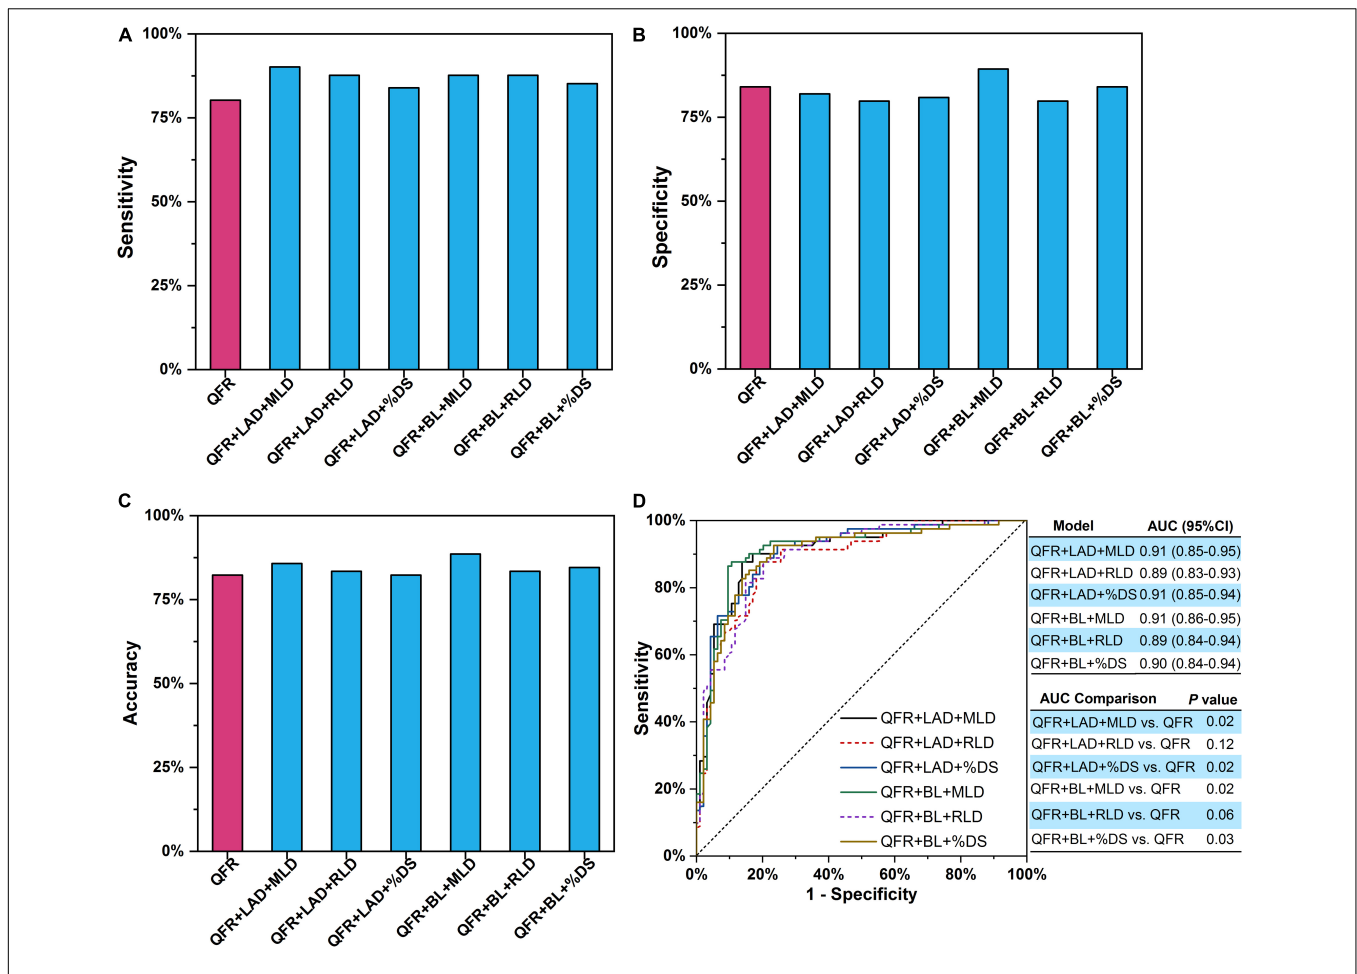 A
100%
75%
50%
25%
0%
Sensitivity
QFR
QFR+LAD+MLD
QFR+LAD+RLD
QFR+LAD+%DS
QFR+BL+MLD
QFR+BL+RLD
QFR+BL+%DS
B
100%
75%
50%
25%
0%
Specificity
QFR
QFR+LAD+MLD
QFR+LAD+RLD
QFR+LAD+%DS
QFR+BL+MLD
QFR+BL+RLD
QFR+BL+%DS
C
100%
75%
50%
25%
0%
Accuracy
QFR
QFR+LAD+MLD
QFR+LAD+RLD
QFR+LAD+%DS
QFR+BL+MLD
QFR+BL+RLD
QFR+BL+%DS
D
100%
80%
60%
40%
20%
0%
Sensitivity
QFR+LAD+MLD
QFR+LAD+RLD
QFR+LAD+%DS
QFR+BL+MLD
QFR+BL+RLD
QFR+BL+%DS
0% 20% 40% 60% 80% 100%
1 - Specificity
Model AUC (95%CI)
QFR+LAD+MLD 0.91 (0.85-0.95)
QFR+LAD+RLD 0.89 (0.83-0.93)
QFR+LAD+%DS 0.91 (0.85-0.94)
QFR+BL+MLD 0.91 (0.86-0.95)
QFR+BL+RLD 0.89 (0.84-0.94)
QFR+BL+%DS 0.90 (0.84-0.94)
AUC Comparison P value
QFR+LAD+MLD vs. QFR 0.02
QFR+LAD+RLD vs. QFR 0.12
QFR+LAD+%DS vs. QFR 0.02
QFR+BL+MLD vs. QFR 0.02
QFR+BL+RLD vs. QFR 0.06
QFR+BL+%DS vs. QFR 0.03